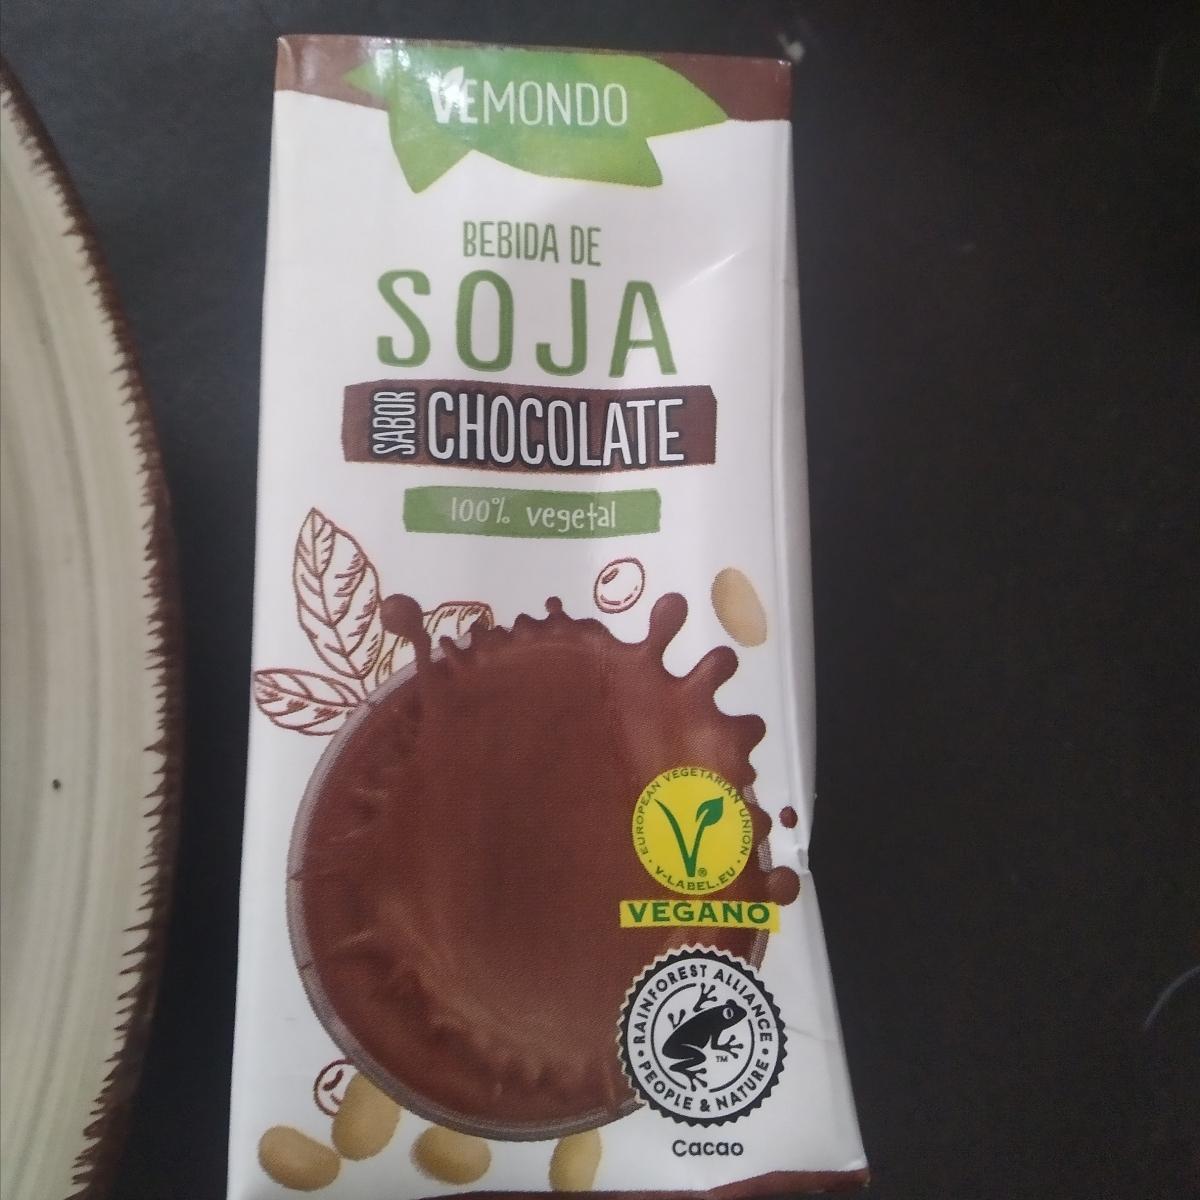 VEMONDO
BEBIDA DE
SOJA
SABOR CHOCOLATE
100% vegetal
EUROPEAN VEGETARIAN UNION
V-LABEL.EU
®
VEGANO
RAINFOREST ALLIANCE
PEOPLE & NATURE
TM
Cacao